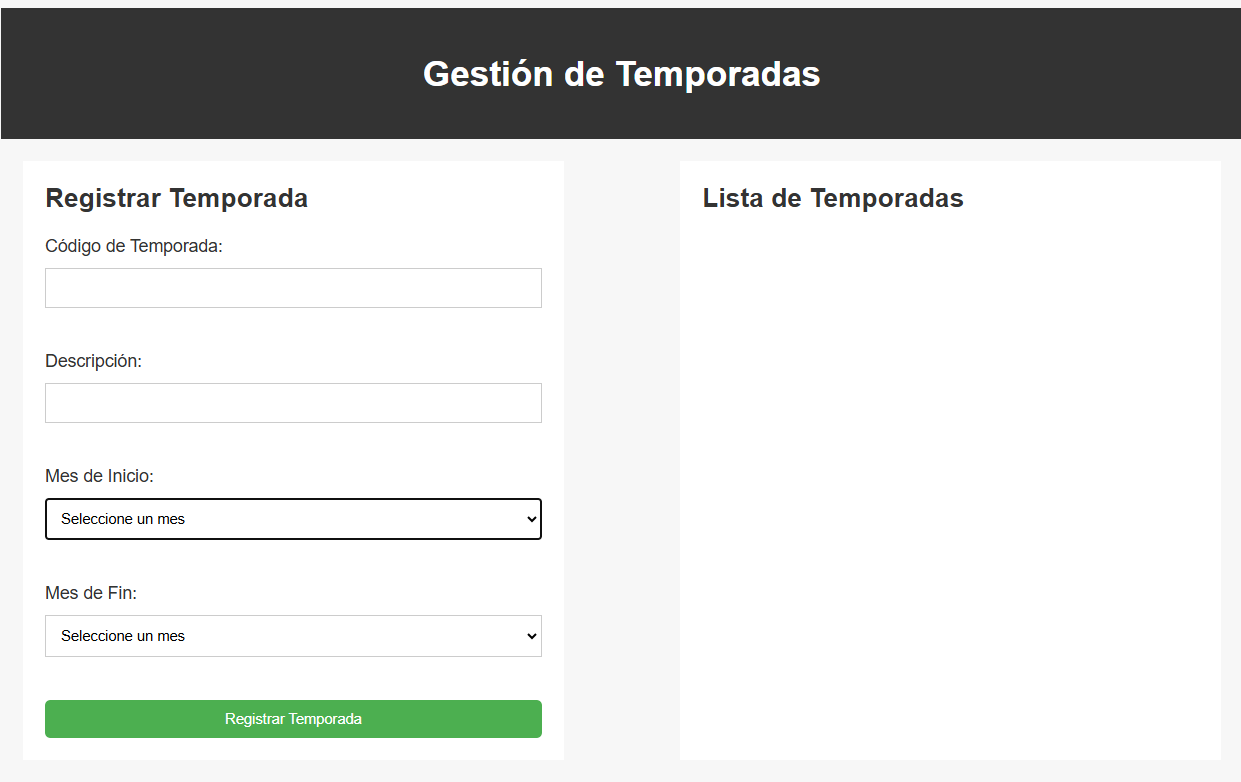 Gestión de Temporadas
Registrar Temporada
Código de Temporada:
Descripción:
Mes de Inicio:
Seleccione un mes
Mes de Fin:
Seleccione un mes
Registrar Temporada
Lista de Temporadas